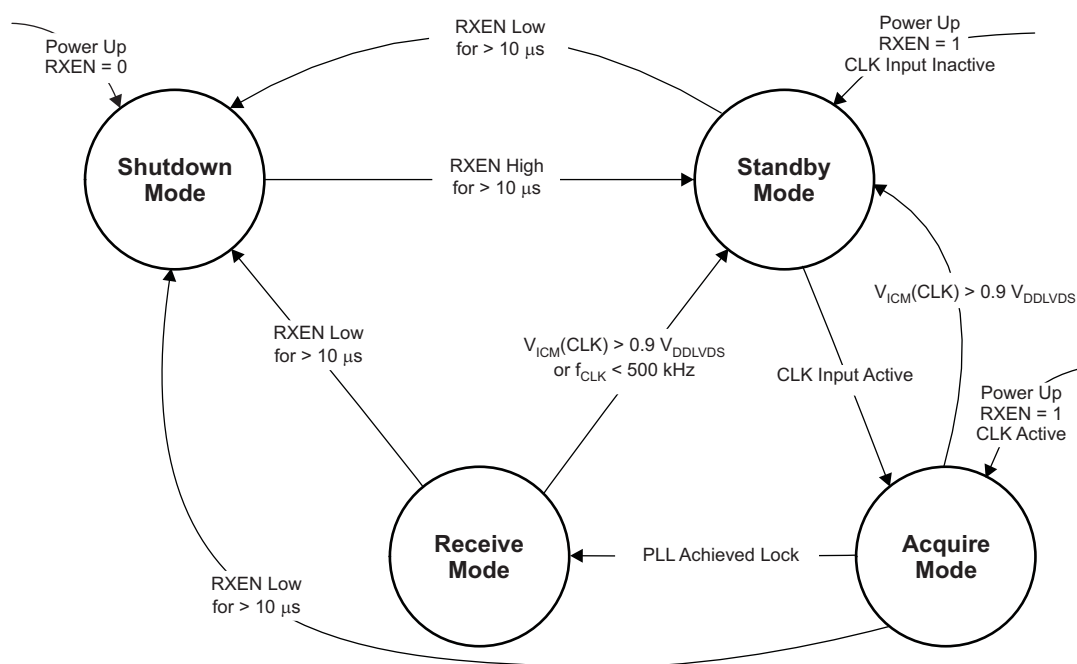 Power Up
RXEN = 0
RXEN Low
for > 10 μs
Power Up
RXEN = 1
CLK Input Inactive
Shutdown
Mode
RXEN High
for > 10 μs
Standby
Mode
RXEN Low
for > 10 μs
VICM(CLK) > 0.9 VDDLVDS
or fCLK < 500 kHz
VICM(CLK) > 0.9 VDDLVDS
CLK Input Active
Power Up
RXEN = 1
CLK Active
Receive
Mode
PLL Achieved Lock
Acquire
Mode
RXEN Low
for > 10 μs